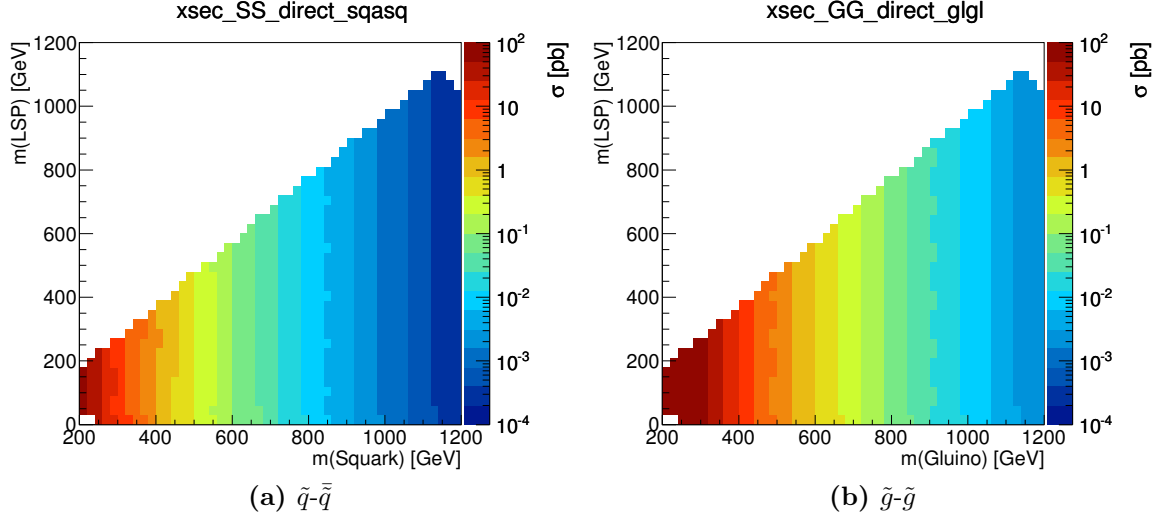 xsec_SS_direct_sqasq
m(LSP) [GeV]
1200
1000
800
600
400
200
0
200 400 600 800 1000 1200
m(Squark) [GeV]
σ [pb]
10²
10
1
10⁻¹
10⁻²
10⁻³
10⁻⁴
(a) q̃-q̃̄
xsec_GG_direct_glgl
m(LSP) [GeV]
1200
1000
800
600
400
200
0
200 400 600 800 1000 1200
m(Gluino) [GeV]
σ [pb]
10²
10
1
10⁻¹
10⁻²
10⁻³
10⁻⁴
(b) g̃-g̃